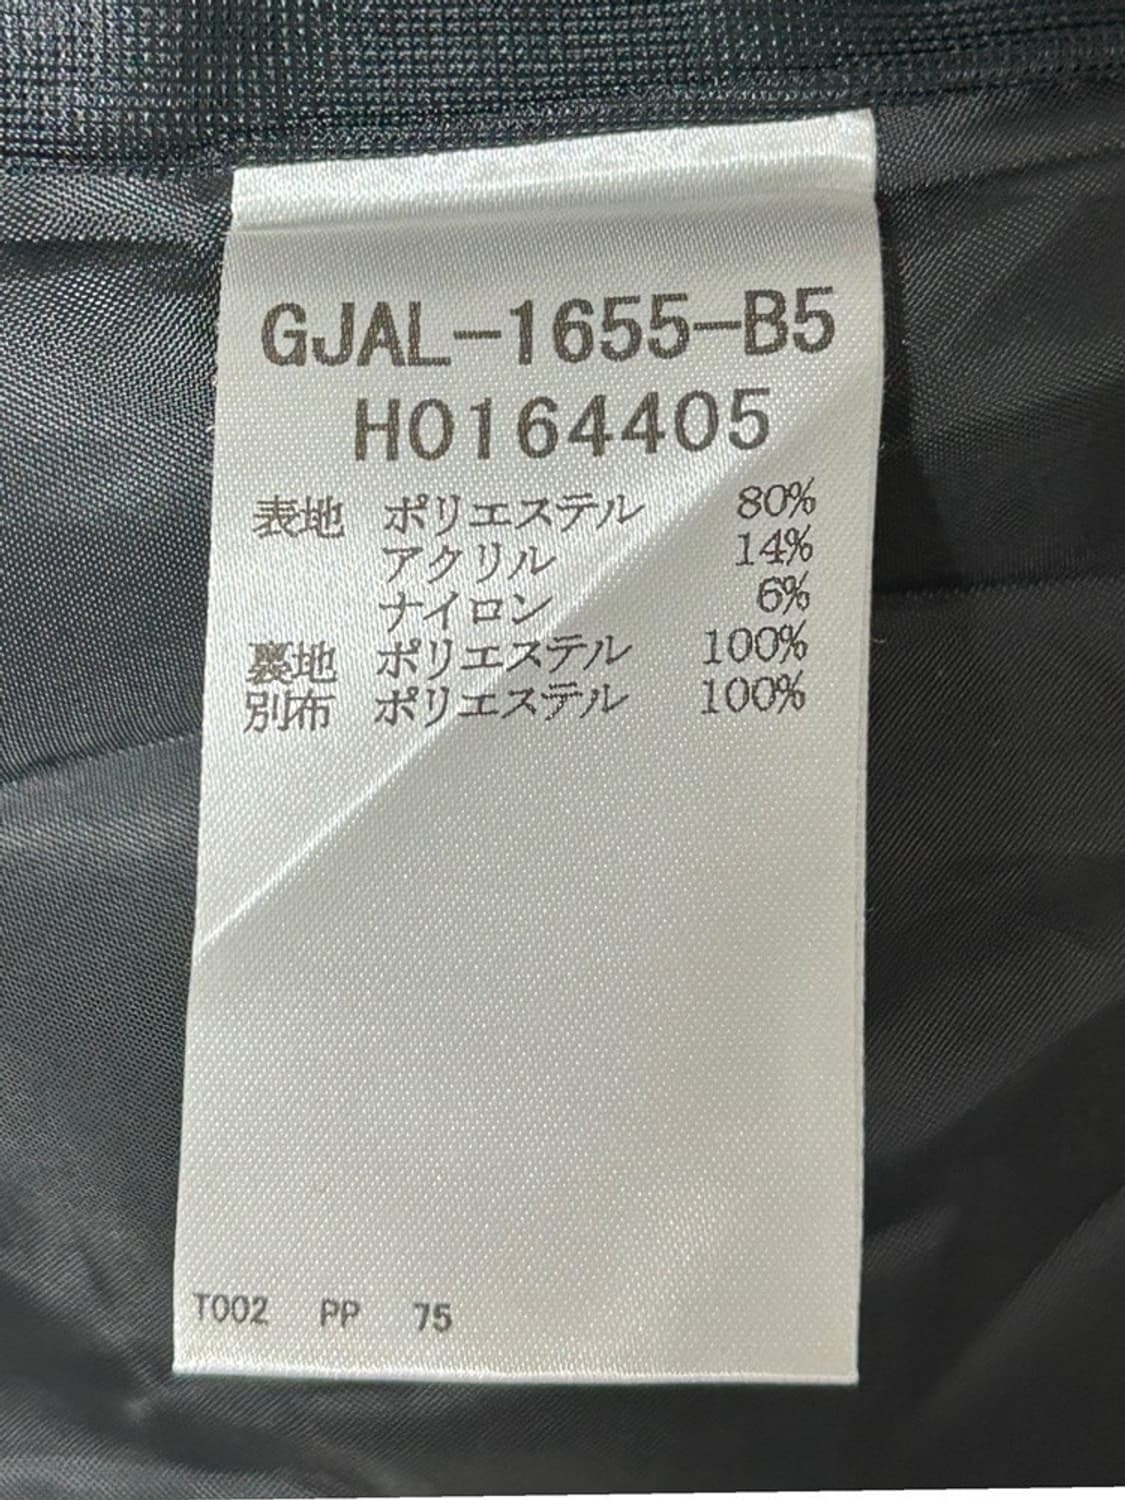 GJAL-1655-B5
H0164405
表地 ポリエステル 80%
アクリル 14%
ナイロン 6%
裏地 ポリエステル 100%
別布 ポリエステル 100%
T002 PP 75